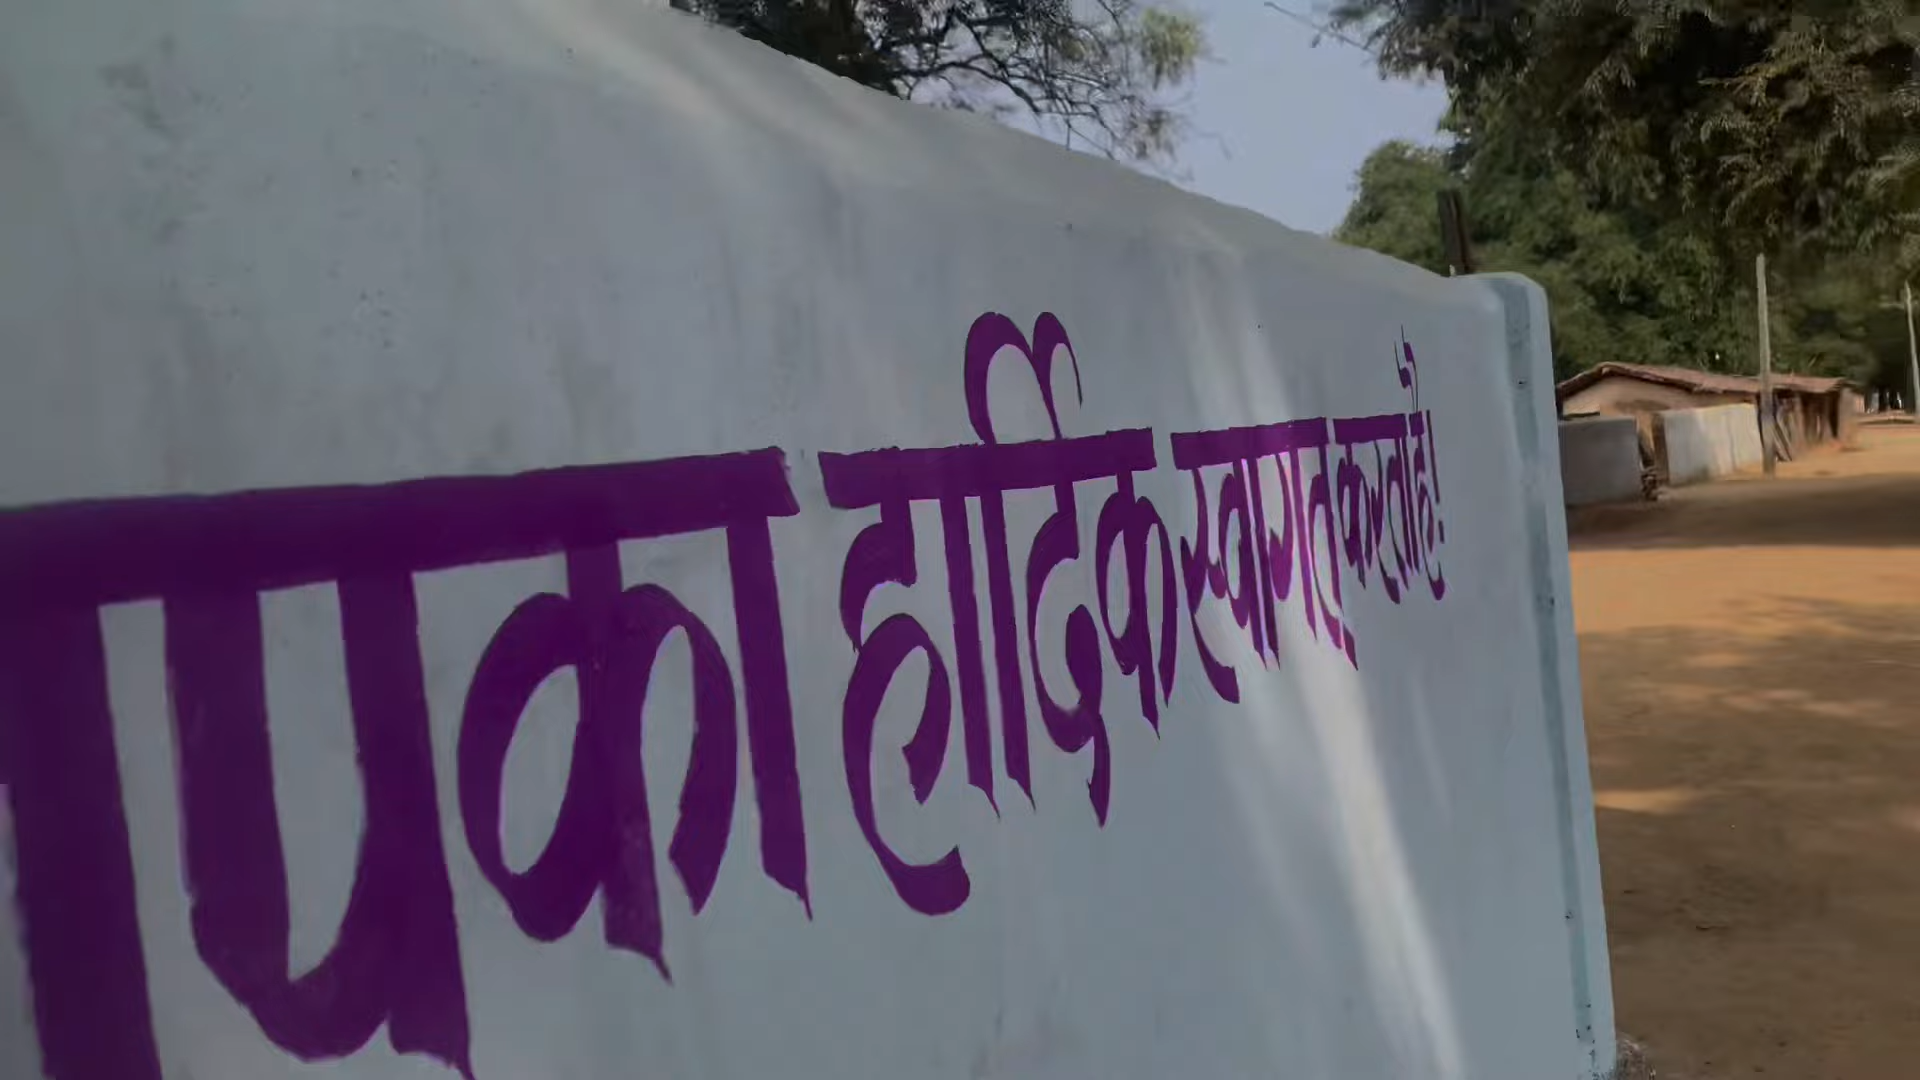 पका हार्दिक स्वागत करता है!